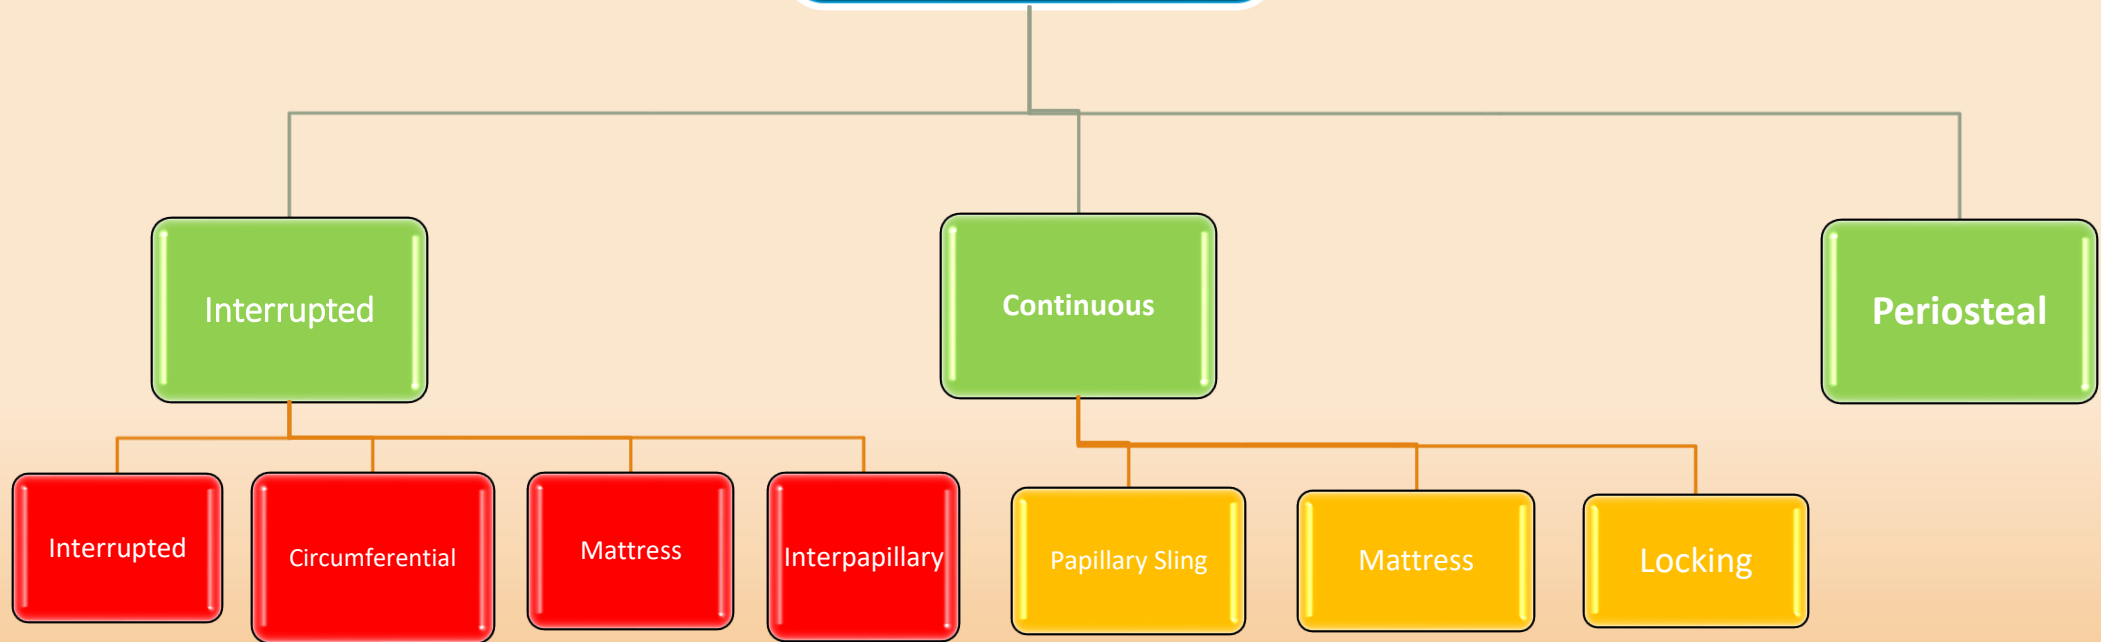 Interrupted
Continuous
Periosteal
Interrupted
Circumferential
Mattress
Interpapillary
Papillary Sling
Mattress
Locking